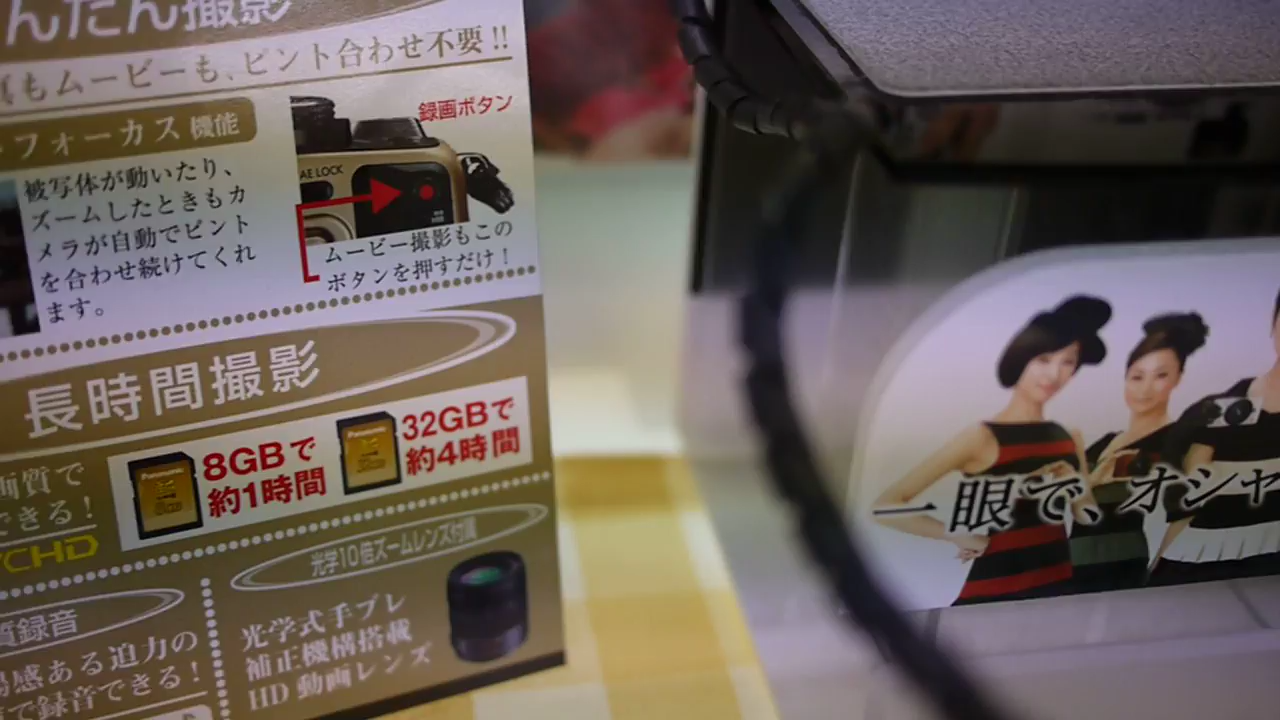 んたん撮影
真もムービーも、ピント合わせ不要!!
フォーカス機能
録画ボタン
AE LOCK
被写体が動いたり、
ズームしたときもカ
メラが自動でピント
を合わせ続けてくれ
ます。
ムービー撮影もこの
ボタンを押すだけ!
長時間撮影
画質で
できる!
CHD
Panasonic
8GBで
約1時間
Panasonic
32GBで
約4時間
質録音
場感ある迫力の
で録音できる!
光学10倍ズームレンズ付属
光学式手ブレ
補正機構搭載
HD動画レンズ
一眼で、オシャ